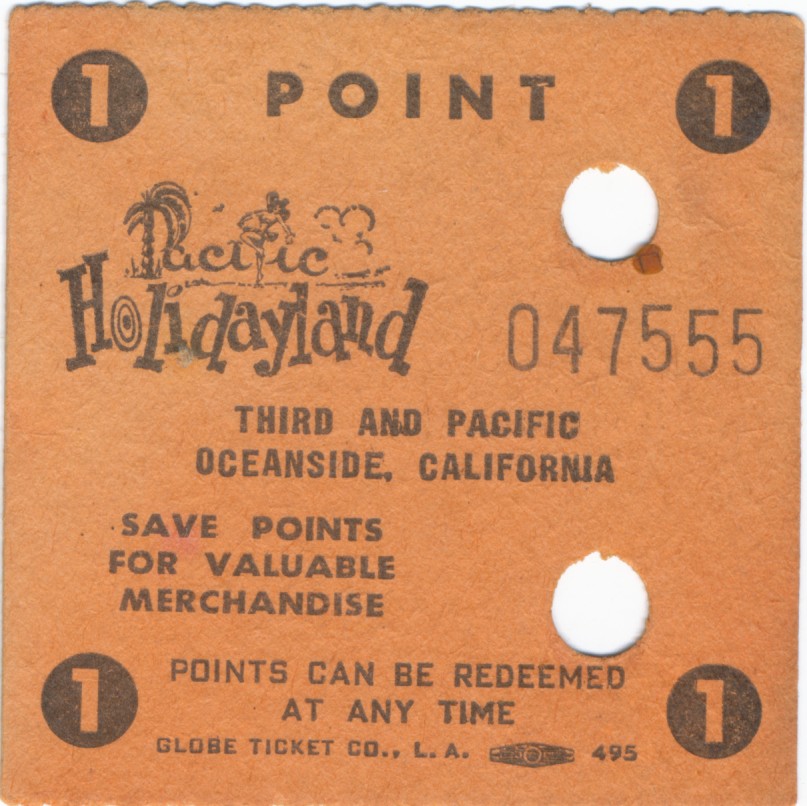 1 POINT 1
Pacific
Holidayland
047555
THIRD AND PACIFIC
OCEANSIDE, CALIFORNIA
SAVE POINTS
FOR VALUABLE
MERCHANDISE
1 POINTS CAN BE REDEEMED 1
AT ANY TIME
GLOBE TICKET CO., L. A. 495